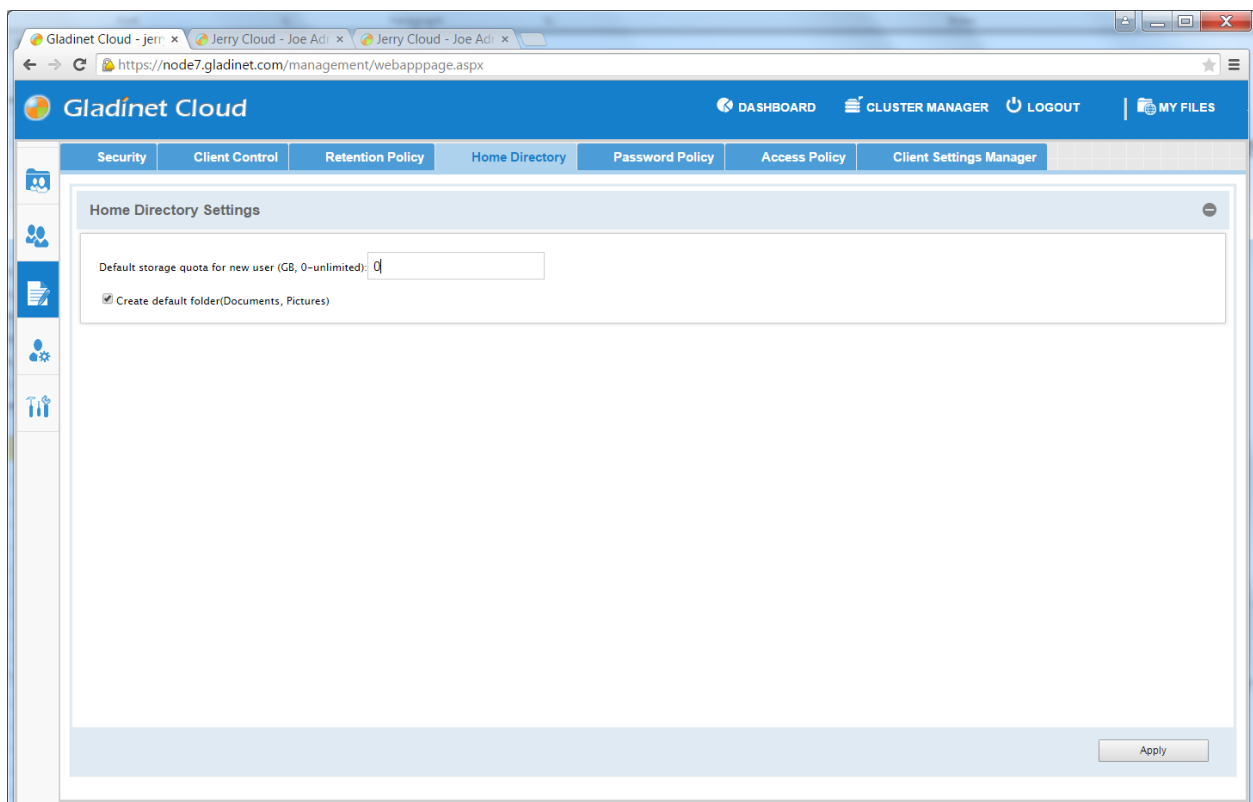 Gladinet Cloud - jerr
Jerry Cloud - Joe Adr
Jerry Cloud - Joe Adr
https://node7.gladinet.com/management/webapppage.aspx
Gladinet Cloud
DASHBOARD CLUSTER MANAGER LOGOUT | MY FILES
Security Client Control Retention Policy Home Directory Password Policy Access Policy Client Settings Manager
Home Directory Settings
Default storage quota for new user (GB, 0-unlimited): 0
Create default folder(Documents, Pictures)
Apply